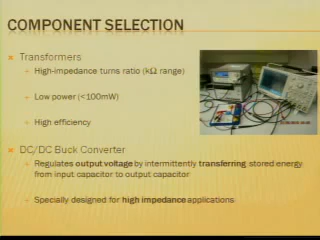 COMPONENT SELECTION
Transformers
High-impedance turns ratio (kΩ range)
Low power (<100mW)
High efficiency
DC/DC Buck Converter
Regulates output voltage by intermittently transferring stored energy
from input capacitor to output capacitor
Specially designed for high impedance applications